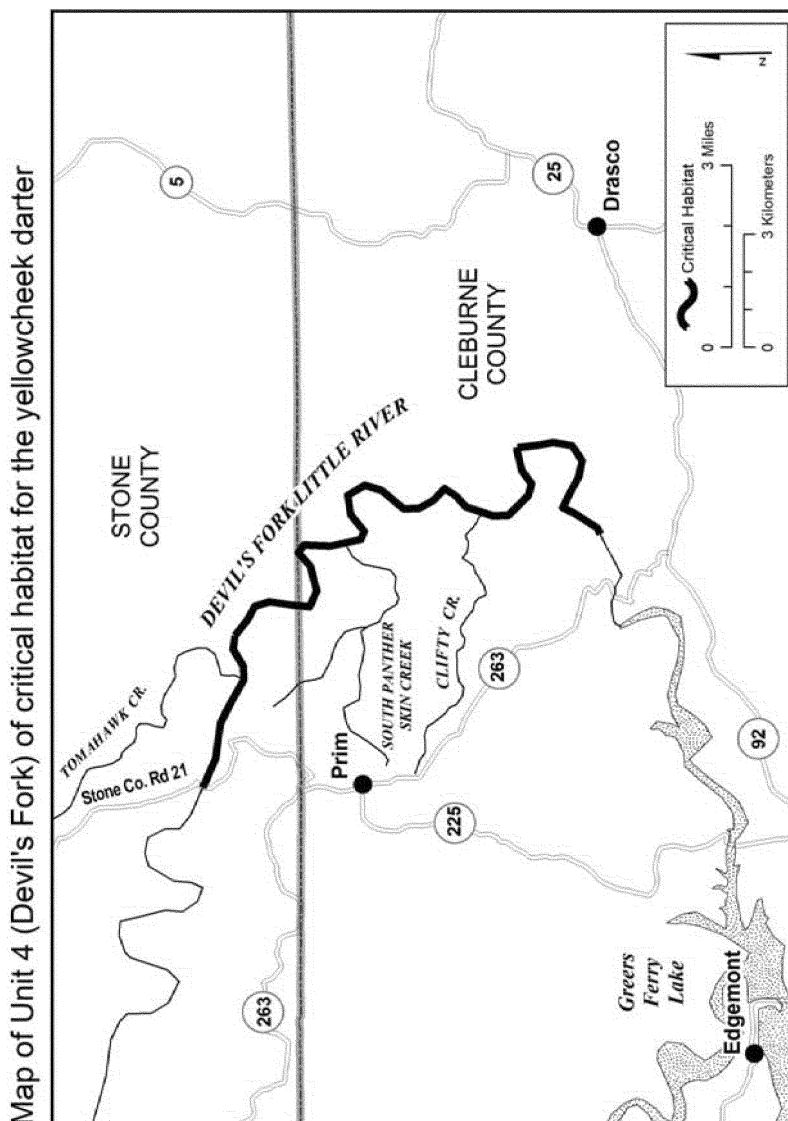 Map of Unit 4 (Devil's Fork) of critical habitat for the yellowcheek darter
STONE
COUNTY
5
TOMAHAWK CR.
Stone Co. Rd 21
DEVIL'S FORK LITTLE RIVER
263
Prim
SOUTH PANTHER
SKIN CREEK
CLIFTY CR.
CLEBURNE
COUNTY
25
Drasco
263
225
92
Greers
Ferry
Lake
Edgemont
Critical Habitat
0 3 Miles
0 3 Kilometers
N